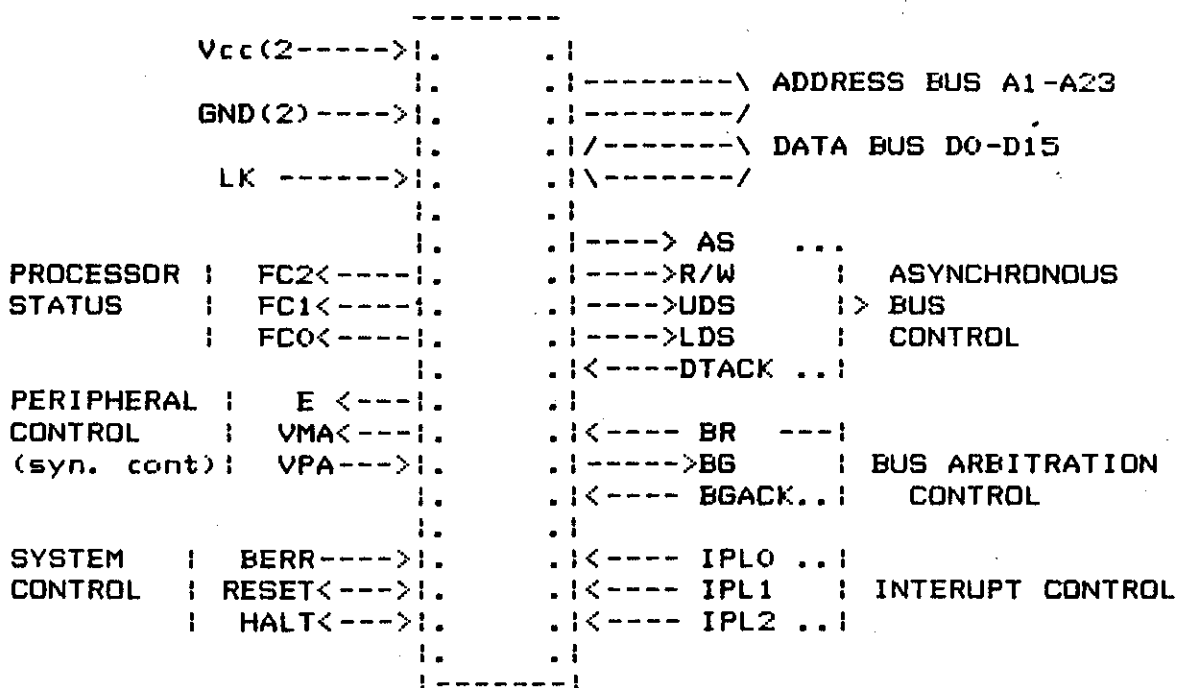 Vcc(2----->|. .|
|. .|--------\ ADDRESS BUS A1-A23
GND(2)---->|. .|--------/
|. .|/-------\ DATA BUS D0-D15
LK ------>|. .|\-------/
|. .|
|. .|----> AS ...
PROCESSOR | FC2<----|. .|---->R/W | ASYNCHRONOUS
STATUS | FC1<----|. .|---->UDS |> BUS
| FC0<----|. .|---->LDS | CONTROL
|. .|<----DTACK ..|
PERIPHERAL | E <---|. .|
CONTROL | VMA<---|. .|<---- BR ---|
(syn. cont)| VPA--->|. .|----->BG | BUS ARBITRATION
|. .|<---- BGACK..| CONTROL
|. .|
SYSTEM | BERR---->|. .|<---- IPL0 ..|
CONTROL | RESET<--->|. .|<---- IPL1 | INTERUPT CONTROL
| HALT<--->|. .|<---- IPL2 ..|
|. .|
|-------|